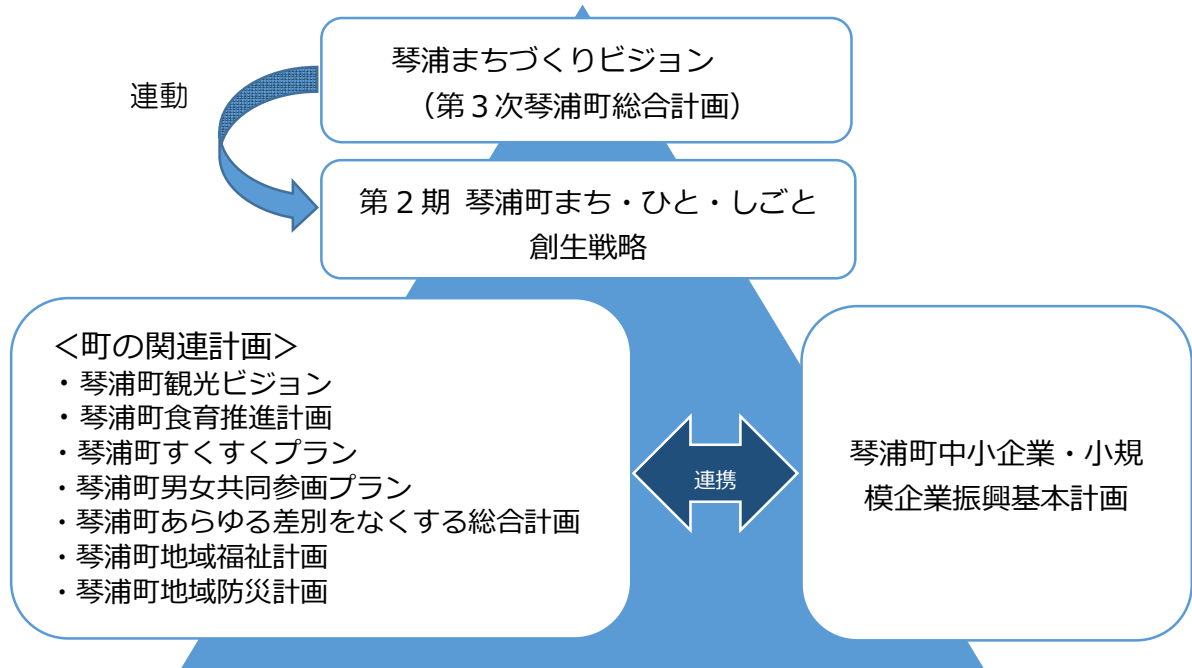 琴浦まちづくりビジョン
（第３次琴浦町総合計画）
連動
第２期 琴浦町まち・ひと・しごと
創生戦略
＜町の関連計画＞
・琴浦町観光ビジョン
・琴浦町食育推進計画
・琴浦町すくすくプラン
・琴浦町男女共同参画プラン
・琴浦町あらゆる差別をなくする総合計画
・琴浦町地域福祉計画
・琴浦町地域防災計画
連携
琴浦町中小企業・小規
模企業振興基本計画